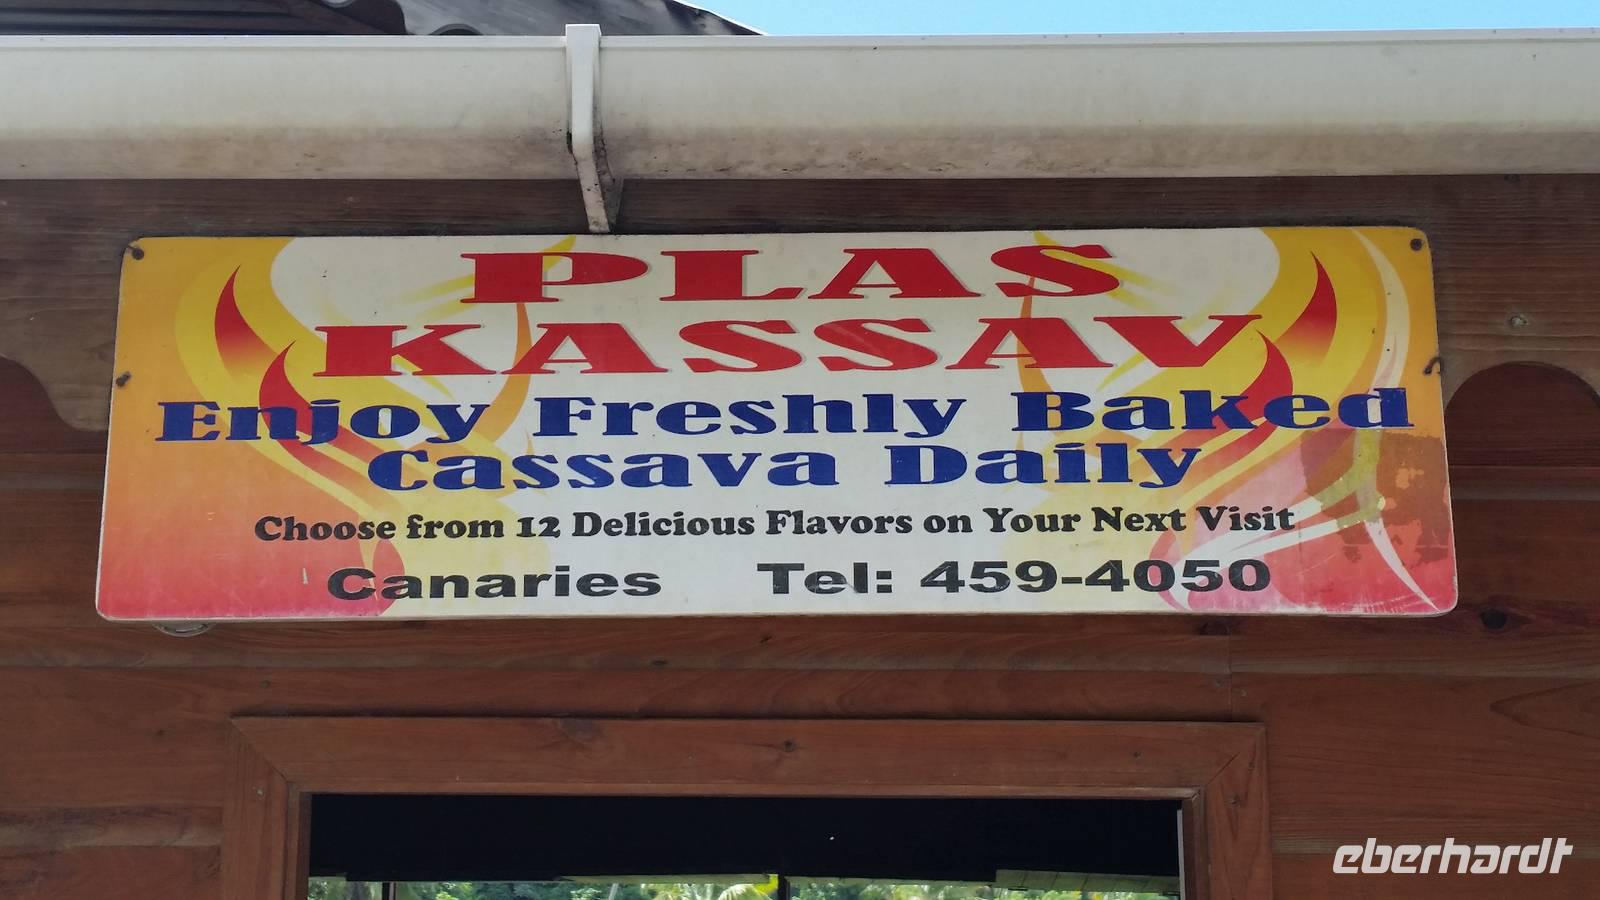 PLAS
KASSAV
Enjoy Freshly Baked
Cassava Daily
Choose from 12 Delicious Flavors on Your Next Visit
Canaries Tel: 459-4050
eberhardt